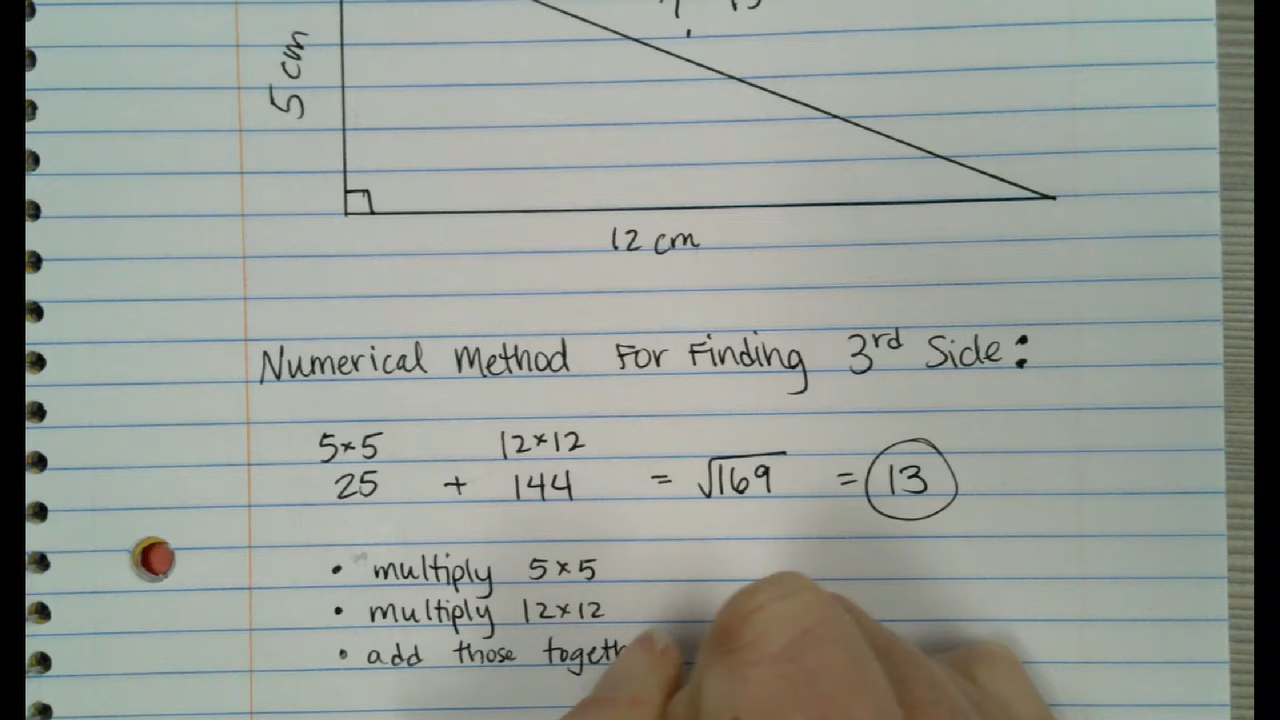 5 cm
12 cm
Numerical Method For Finding 3rd Side:
5×5 12×12
25 + 144 = √169 = 13
• multiply 5×5
• multiply 12×12
• add those